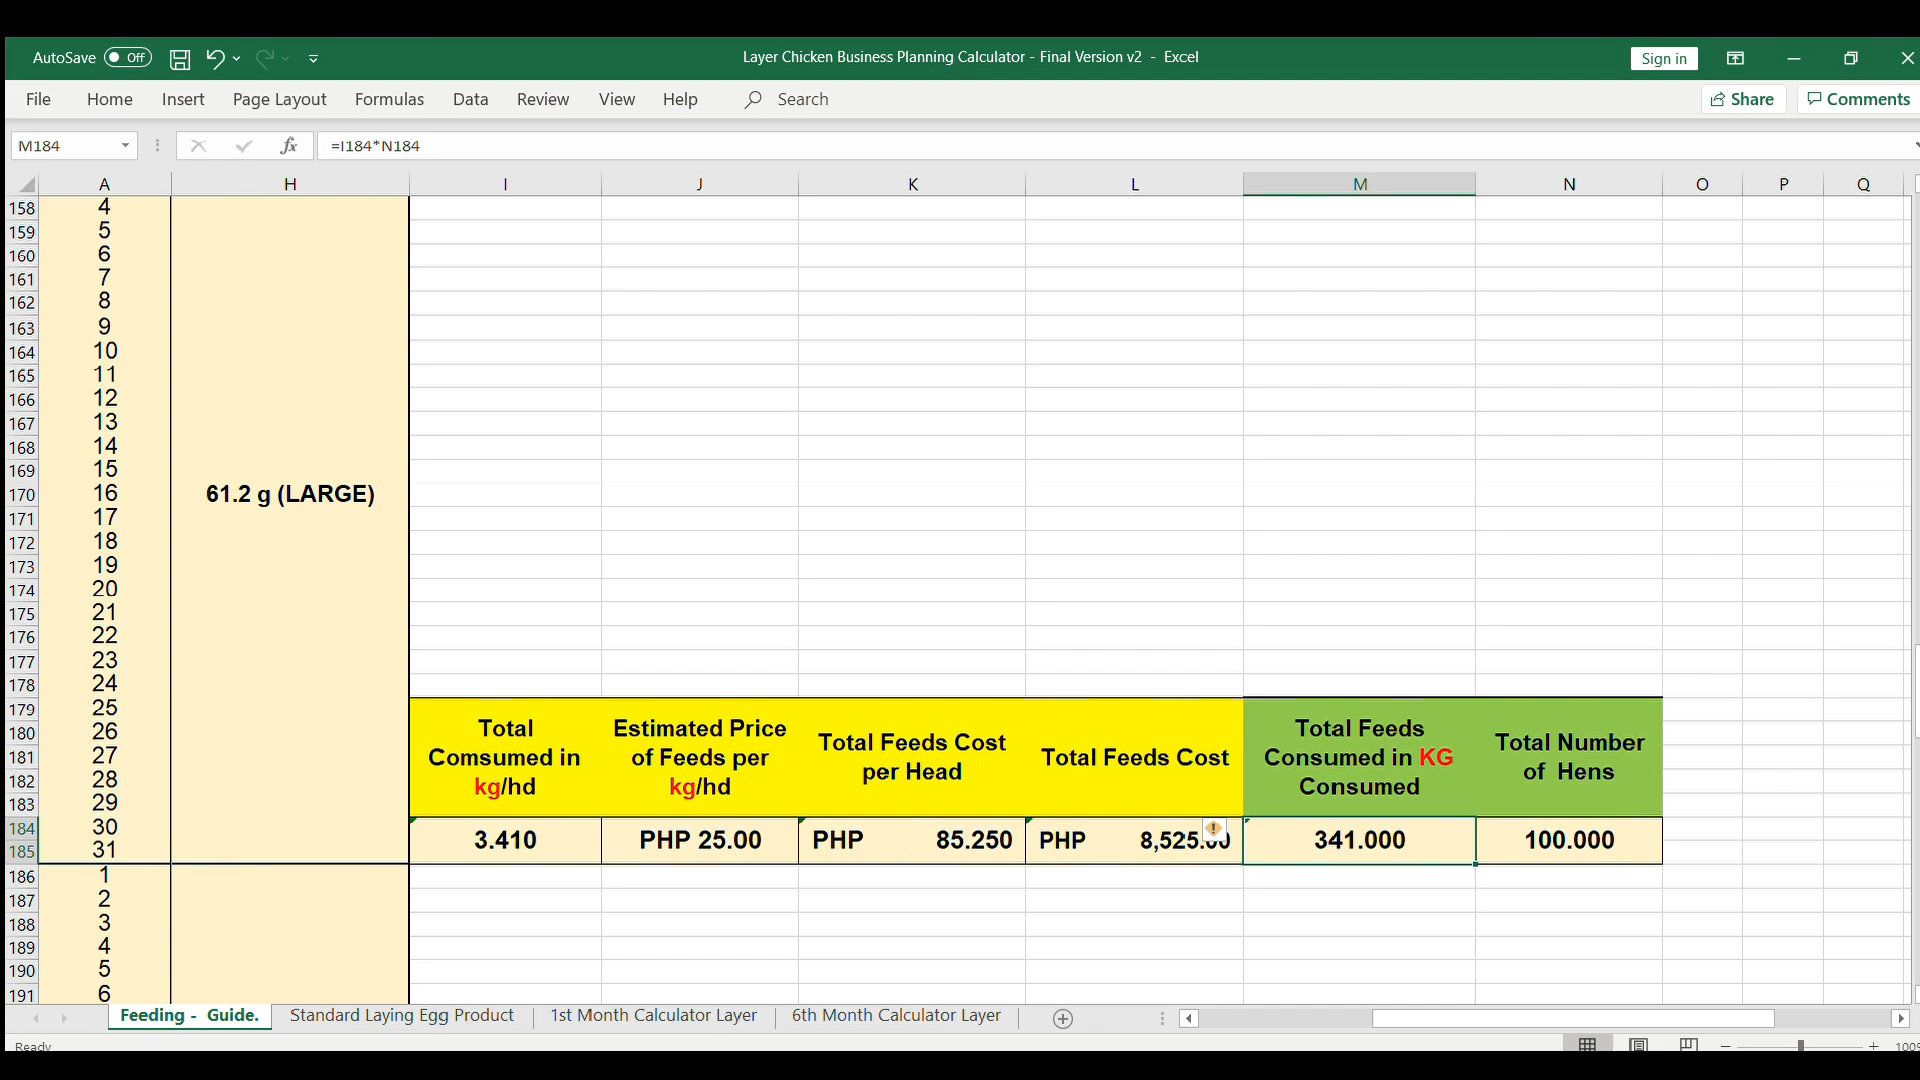 AutoSave Off
Layer Chicken Business Planning Calculator - Final Version v2 - Excel
Sign in
File Home Insert Page Layout Formulas Data Review View Help Search
Share Comments
M184 fx =I184*N184
A H I J K L M N O P Q
158 4
159 5
160 6
161 7
162 8
163 9
164 10
165 11
166 12
167 13
168 14
169 15
170 16 61.2 g (LARGE)
171 17
172 18
173 19
174 20
175 21
176 22
177 23
178 24
179 25
180 26
181 27
182 28
183 29
184 30
185 31
Total
Comsumed in
kg/hd
Estimated Price
of Feeds per
kg/hd
Total Feeds Cost
per Head
Total Feeds Cost
Total Feeds
Consumed in KG
Consumed
Total Number
of Hens
3.410 PHP 25.00 PHP 85.250 PHP 8,525.00 341.000 100.000
186 1
187 2
188 3
189 4
190 5
191 6
Feeding - Guide. Standard Laying Egg Product 1st Month Calculator Layer 6th Month Calculator Layer
Ready
100%